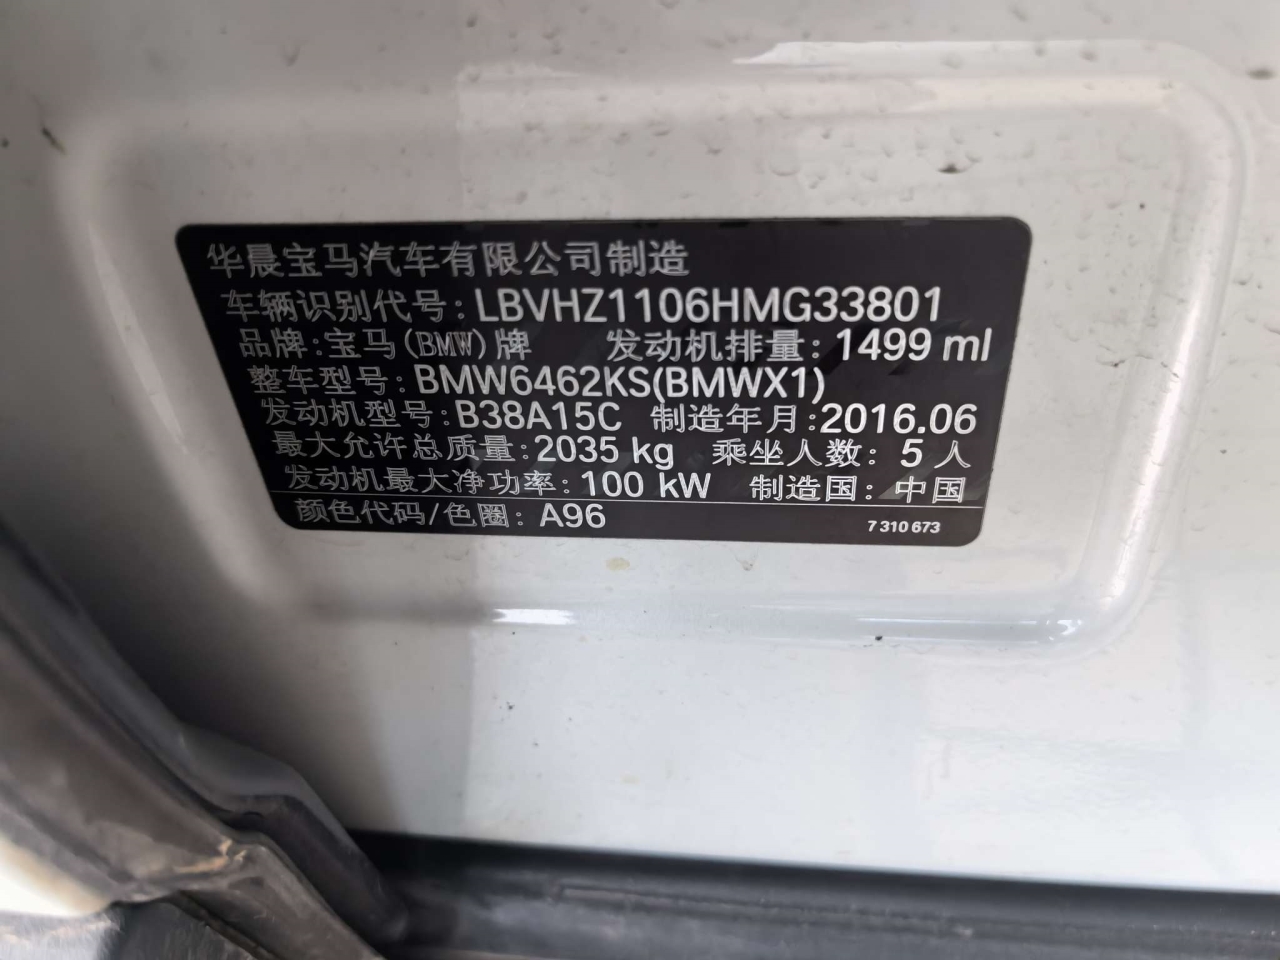 华晨宝马汽车有限公司制造
车辆识别代号: LBVHZ1106HMG33801
品牌: 宝马(BMW)牌 发动机排量: 1499 ml
整车型号: BMW6462KS(BMWX1)
发动机型号: B38A15C 制造年月: 2016.06
最大允许总质量: 2035 kg 乘坐人数: 5 人
发动机最大净功率: 100 kW 制造国: 中国
颜色代码/色圈: A96 7 310 673